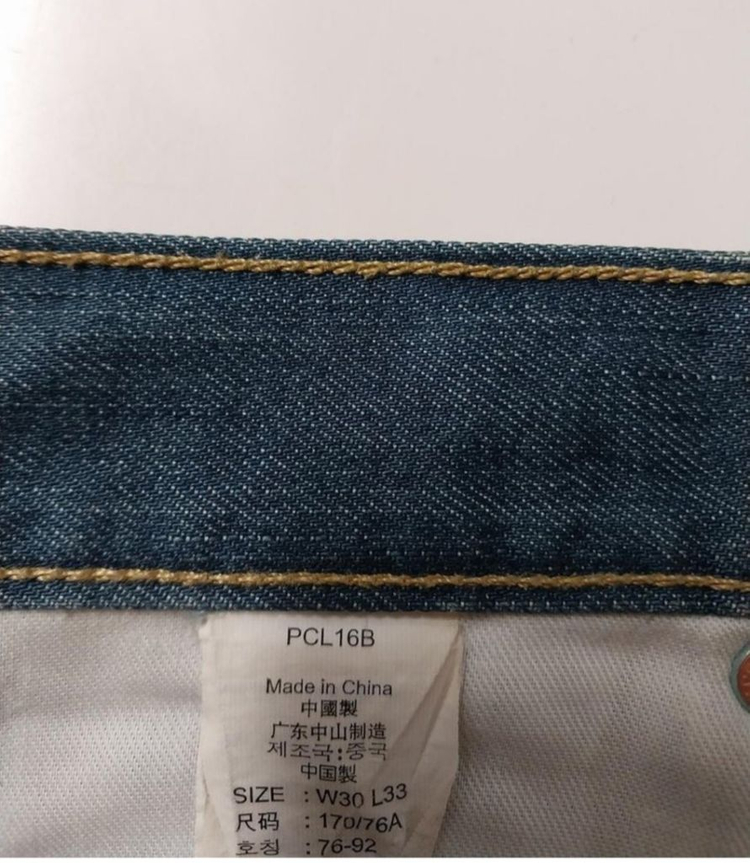 PCL16B
Made in China
中國製
广东中山制造
제조국:중국
中国製
SIZE : W30 L33
尺码 : 170/76A
호칭 : 76-92